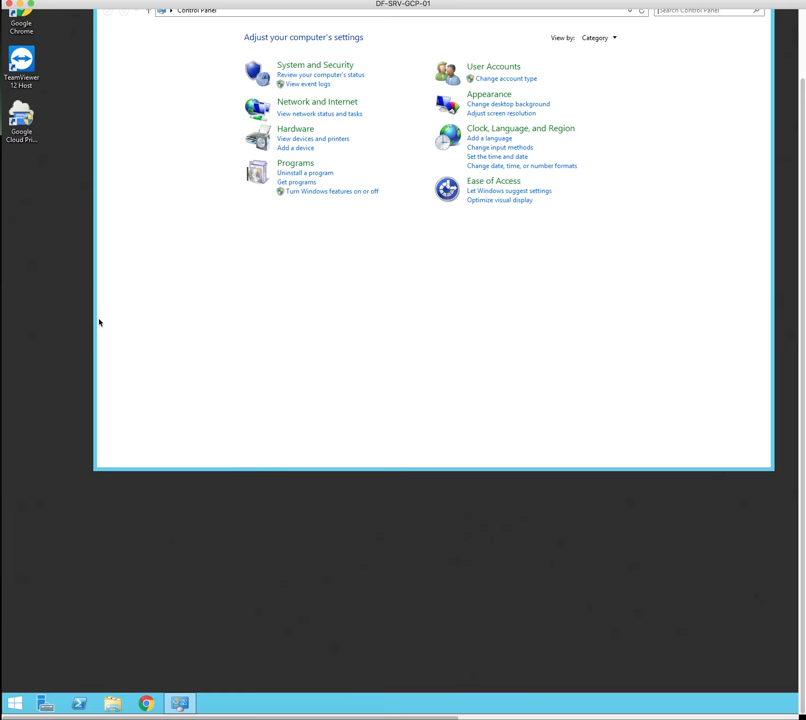 DF-SRV-GCP-01
Google
Chrome
TeamViewer
12 Host
Google
Cloud Pri...
Control Panel
Search Control Panel
Adjust your computer's settings
View by: Category
System and Security
Review your computer's status
View event logs
Network and Internet
View network status and tasks
Hardware
View devices and printers
Add a device
Programs
Uninstall a program
Get programs
Turn Windows features on or off
User Accounts
Change account type
Appearance
Change desktop background
Adjust screen resolution
Clock, Language, and Region
Add a language
Change input methods
Set the time and date
Change date, time, or number formats
Ease of Access
Let Windows suggest settings
Optimize visual display